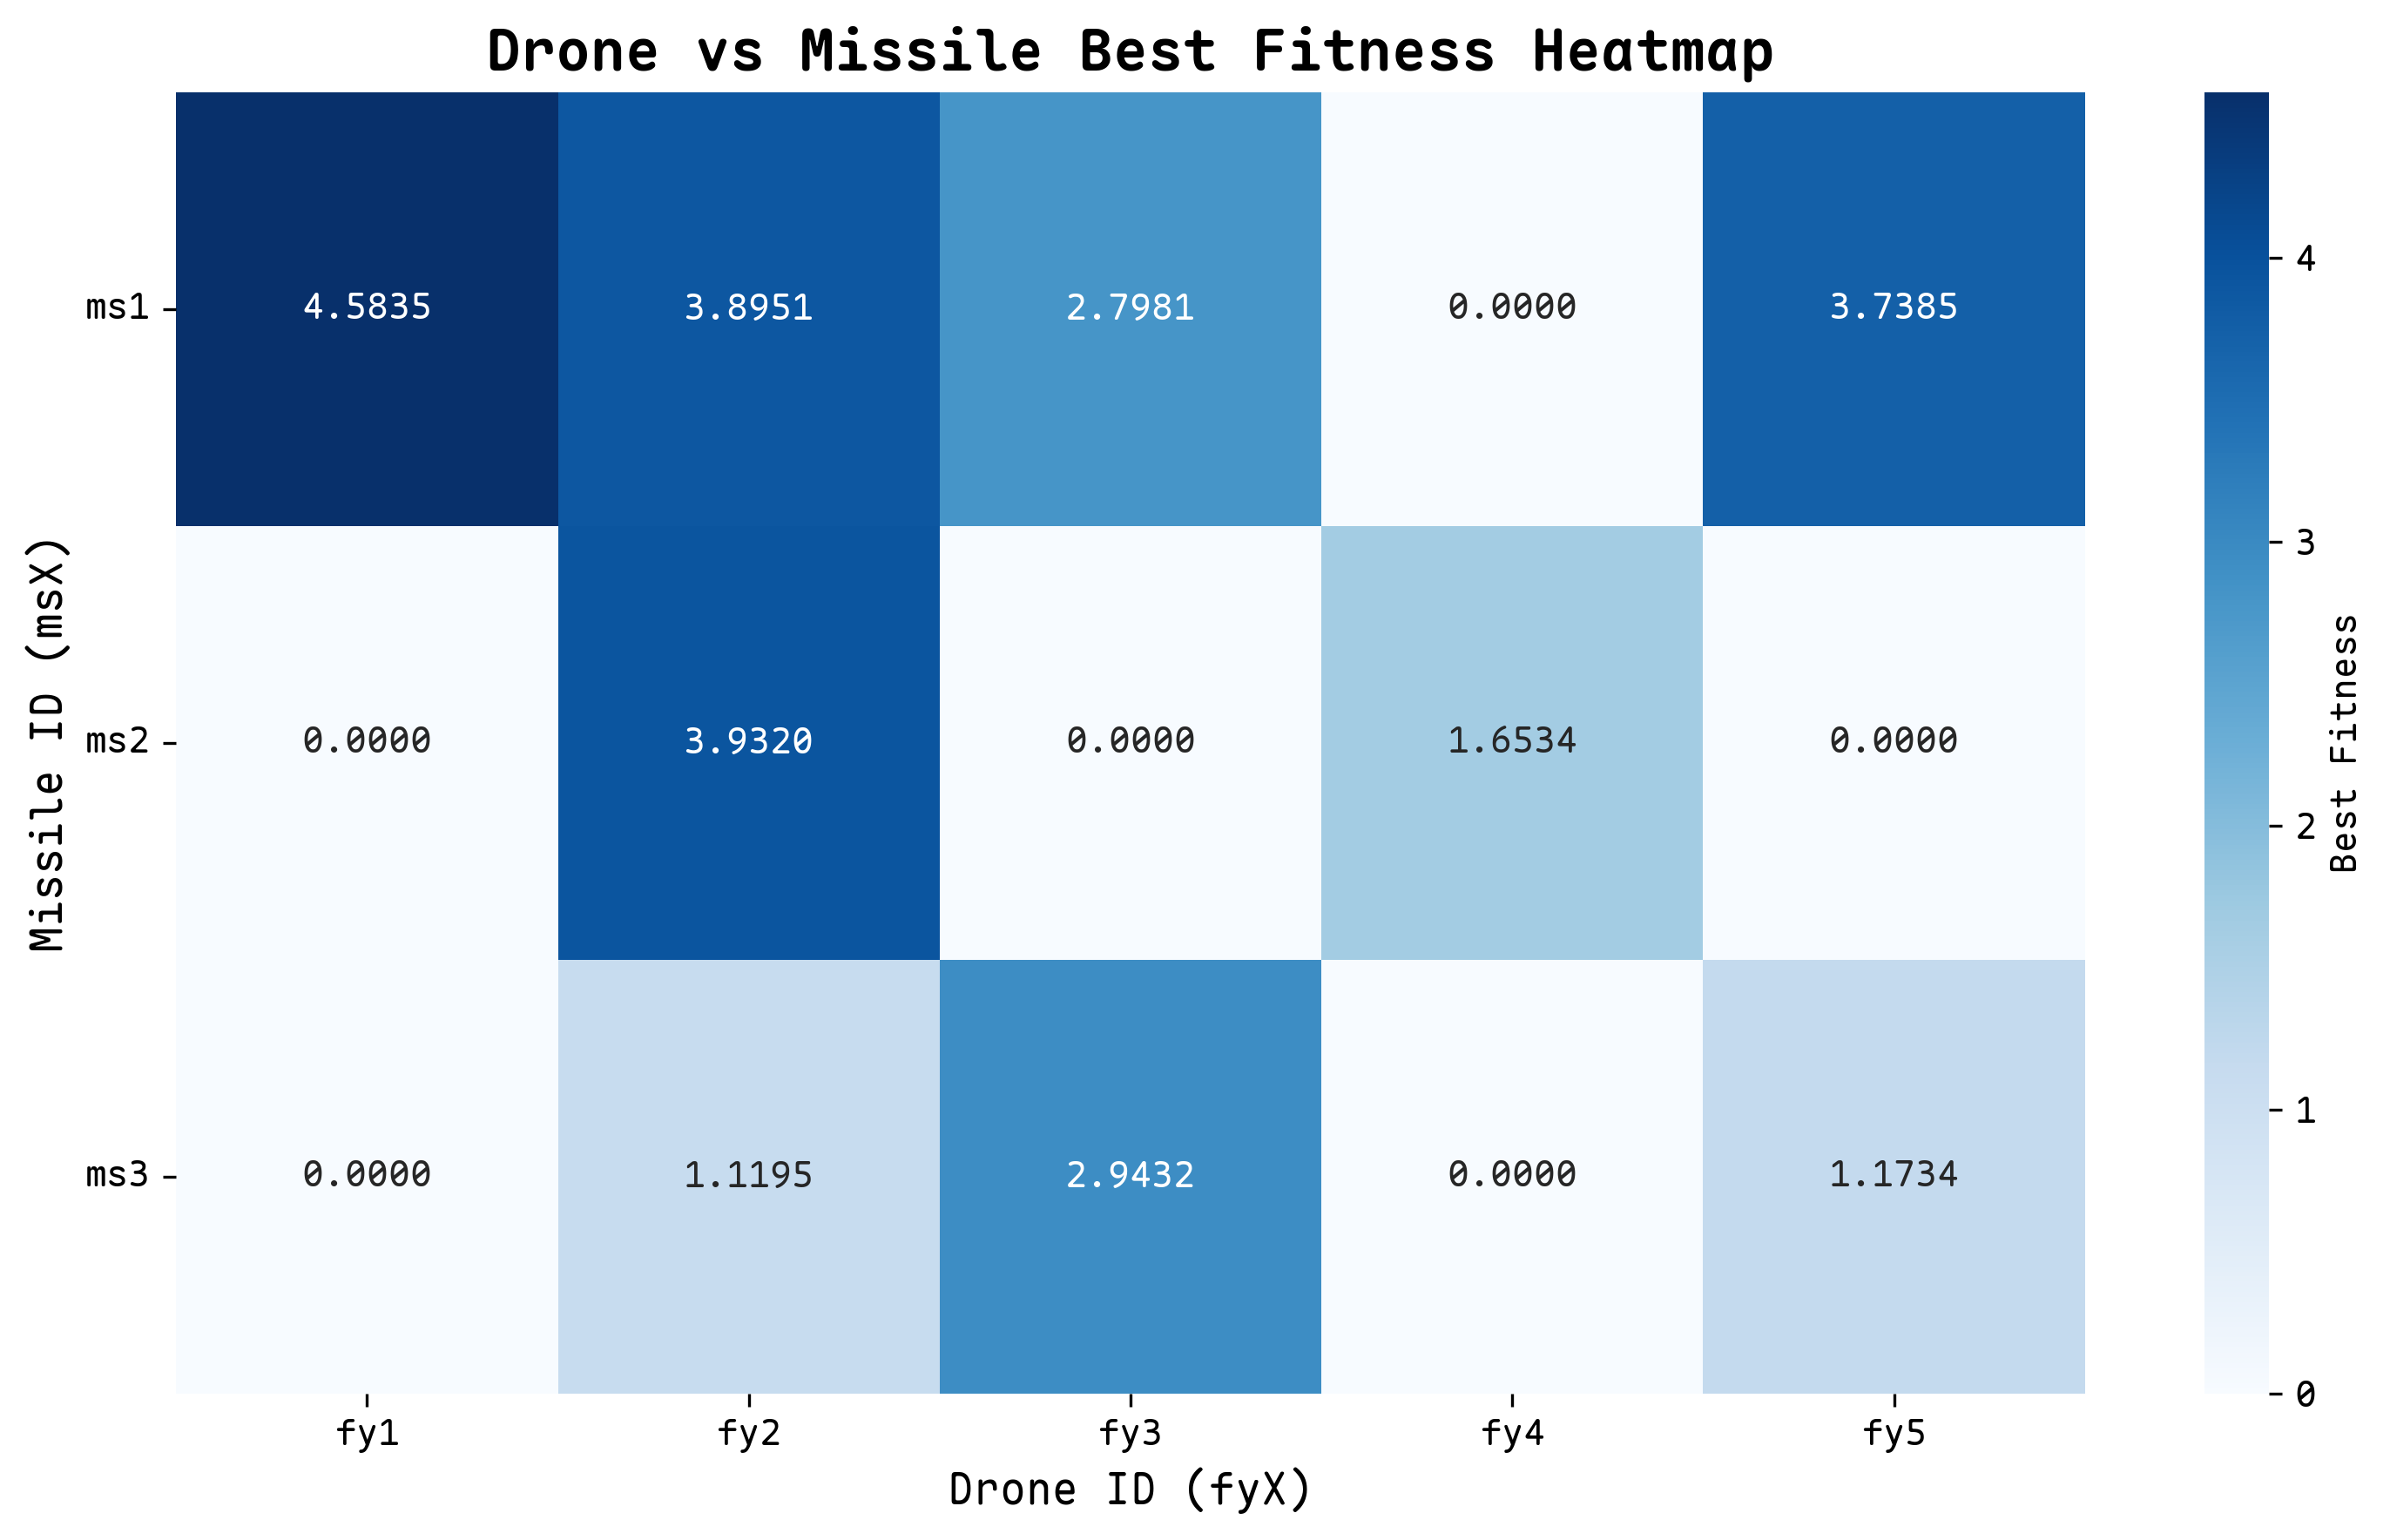 Drone vs Missile Best Fitness Heatmap
Missile ID (msX)
ms1 4.5835 3.8951 2.7981 0.0000 3.7385
ms2 0.0000 3.9320 0.0000 1.6534 0.0000
ms3 0.0000 1.1195 2.9432 0.0000 1.1734
fy1 fy2 fy3 fy4 fy5
Drone ID (fyX)
4
3
2
1
0
Best Fitness